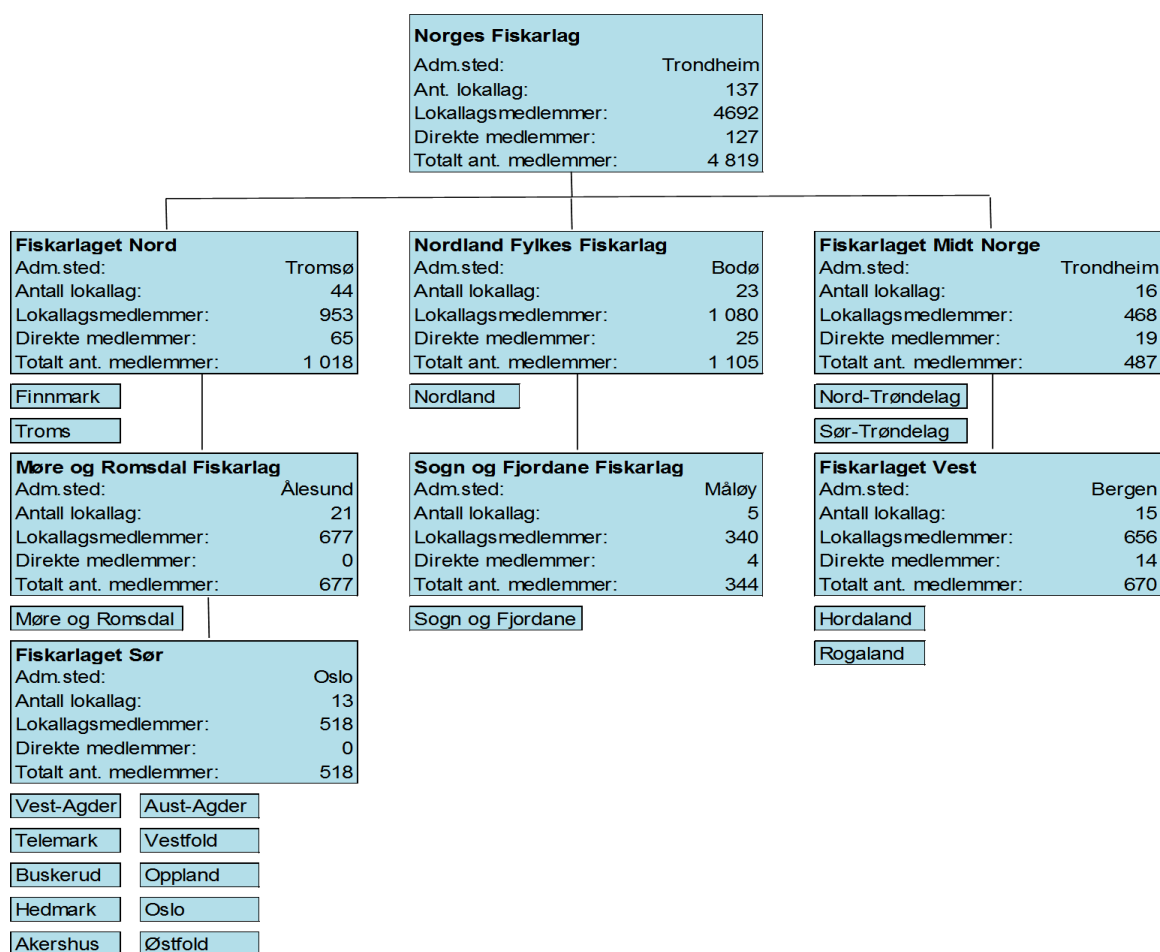 Norges Fiskarlag
Adm.sted: Trondheim
Ant. lokallag: 137
Lokallagsmedlemmer: 4692
Direkte medlemmer: 127
Totalt ant. medlemmer: 4 819
Fiskarlaget Nord
Adm.sted: Tromsø
Antall lokallag: 44
Lokallagsmedlemmer: 953
Direkte medlemmer: 65
Totalt ant. medlemmer: 1 018
Finnmark
Troms
Nordland Fylkes Fiskarlag
Adm.sted: Bodø
Antall lokallag: 23
Lokallagsmedlemmer: 1 080
Direkte medlemmer: 25
Totalt ant. medlemmer: 1 105
Nordland
Fiskarlaget Midt Norge
Adm.sted: Trondheim
Antall lokallag: 16
Lokallagsmedlemmer: 468
Direkte medlemmer: 19
Totalt ant. medlemmer: 487
Nord-Trøndelag
Sør-Trøndelag
Møre og Romsdal Fiskarlag
Adm.sted: Ålesund
Antall lokallag: 21
Lokallagsmedlemmer: 677
Direkte medlemmer: 0
Totalt ant. medlemmer: 677
Møre og Romsdal
Sogn og Fjordane Fiskarlag
Adm.sted: Måløy
Antall lokallag: 5
Lokallagsmedlemmer: 340
Direkte medlemmer: 4
Totalt ant. medlemmer: 344
Sogn og Fjordane
Fiskarlaget Vest
Adm.sted: Bergen
Antall lokallag: 15
Lokallagsmedlemmer: 656
Direkte medlemmer: 14
Totalt ant. medlemmer: 670
Hordaland
Rogaland
Fiskarlaget Sør
Adm.sted: Oslo
Antall lokallag: 13
Lokallagsmedlemmer: 518
Direkte medlemmer: 0
Totalt ant. medlemmer: 518
Vest-Agder Aust-Agder
Telemark Vestfold
Buskerud Oppland
Hedmark Oslo
Akershus Østfold